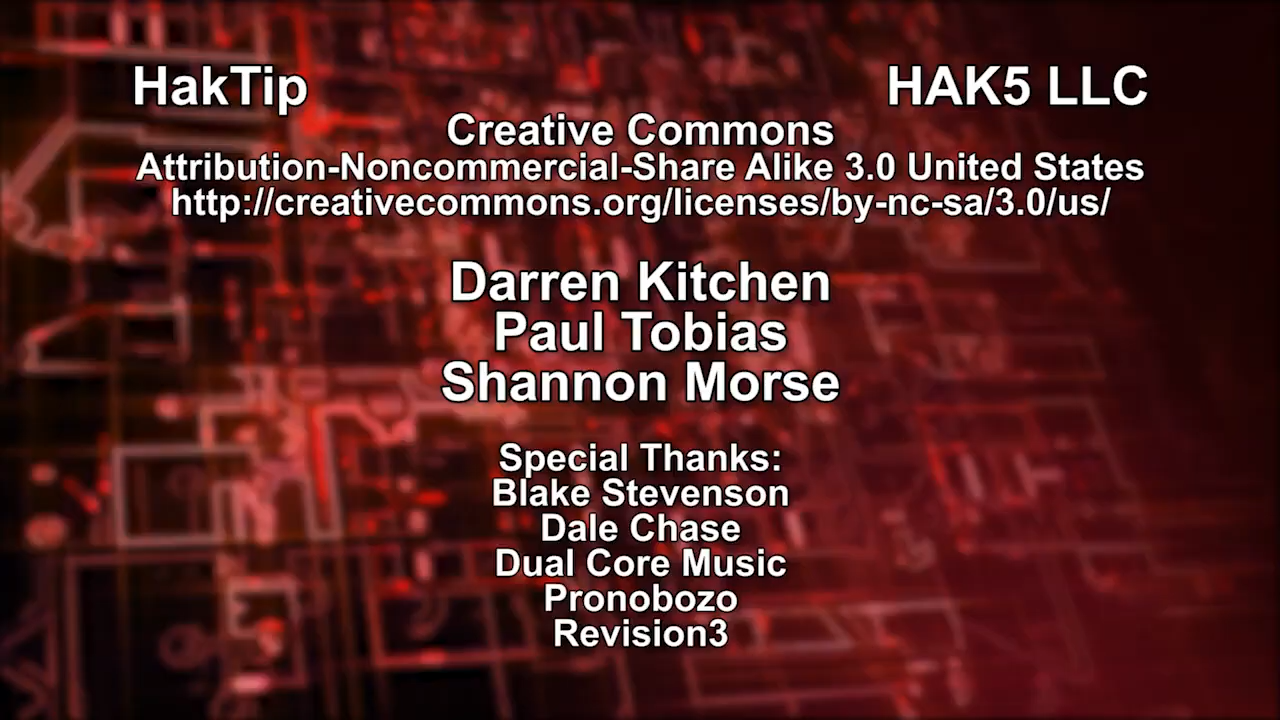 HakTip HAK5 LLC
Creative Commons
Attribution-Noncommercial-Share Alike 3.0 United States
http://creativecommons.org/licenses/by-nc-sa/3.0/us/
Darren Kitchen
Paul Tobias
Shannon Morse
Special Thanks:
Blake Stevenson
Dale Chase
Dual Core Music
Pronobozo
Revision3